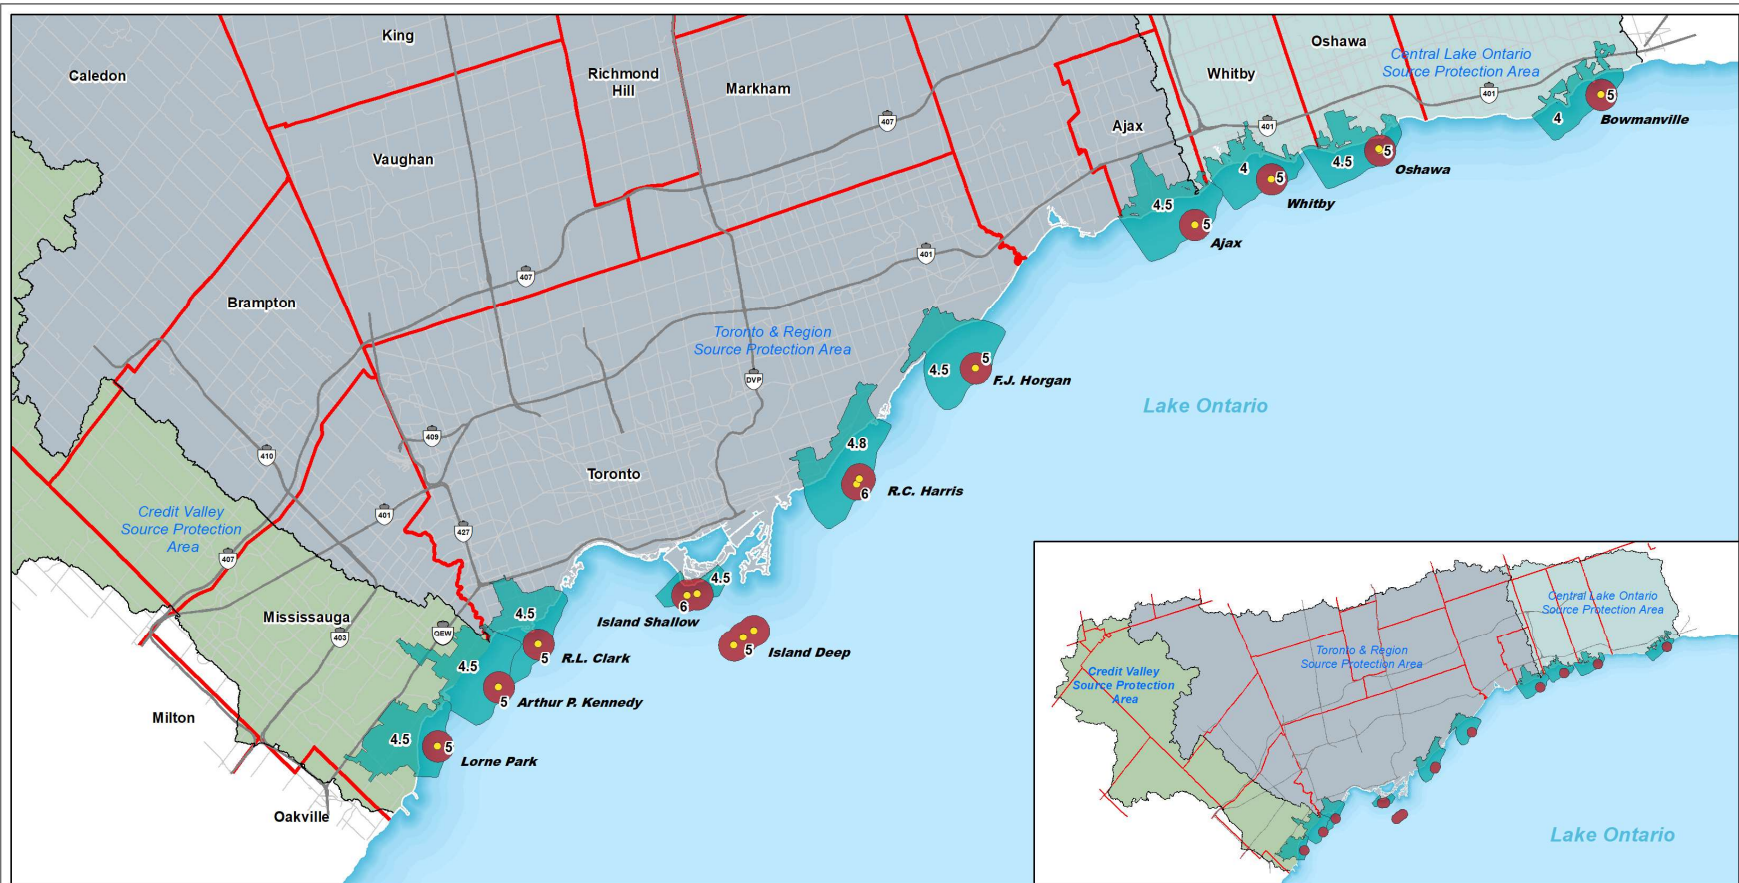 King
Caledon
Richmond
Hill
Markham
Vaughan
407
Ajax
Whitby
Oshawa
Central Lake Ontario
Source Protection Area
401
401
4
5
Bowmanville
4.5
5
Oshawa
4
5
Whitby
4.5
5
Ajax
401
407
Brampton
Toronto & Region
Source Protection Area
DVP
4.5
5
F.J. Horgan
Lake Ontario
409
410
4.8
6
R.C. Harris
Toronto
401
427
Credit Valley
Source Protection
Area
407
Mississauga
403
QEW
4.5
6
Island Shallow
5
Island Deep
4.5
5
R.L. Clark
4.5
5
Arthur P. Kennedy
4.5
5
Lorne Park
Milton
Oakville
Central Lake Ontario
Source Protection Area
Toronto & Region
Source Protection Area
Credit Valley
Source Protection
Area
Lake Ontario